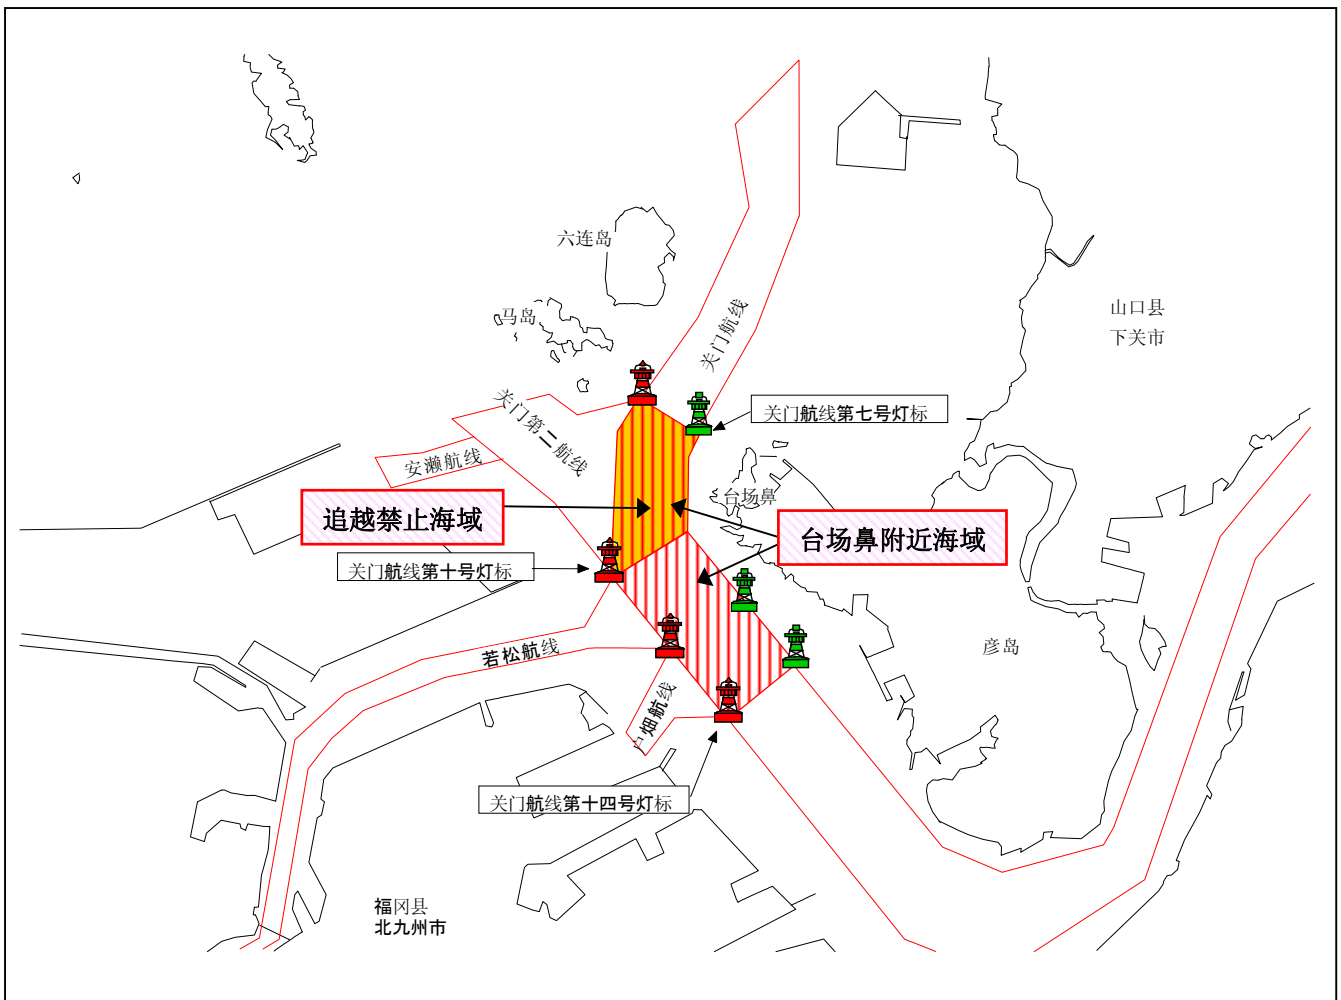 六连岛
马岛
关门航线
山口县
下关市
关门航线第七号灯标
关门第二航线
安濑航线
台场鼻
追越禁止海域
台场鼻附近海域
关门航线第十号灯标
若松航线
彦岛
户畑航线
关门航线第十四号灯标
福冈县
北九州市